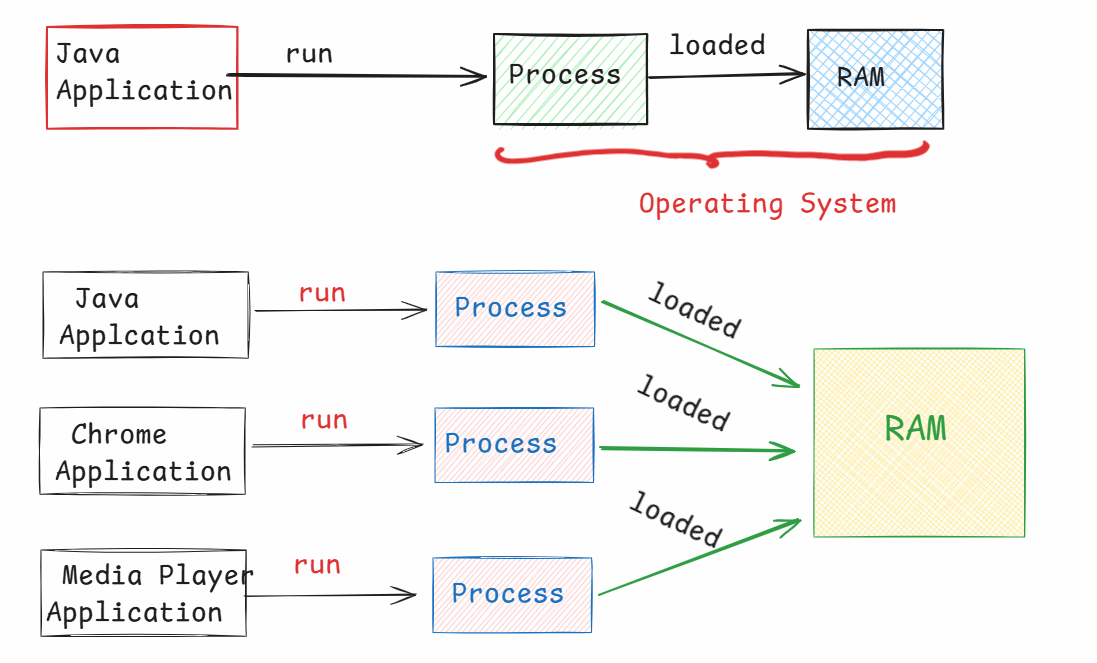 Java
Application
run
Process
loaded
RAM
Operating System
Java
Applcation
run
Process
loaded
Chrome
Application
run
Process
loaded
RAM
Media Player
Application
run
Process
loaded